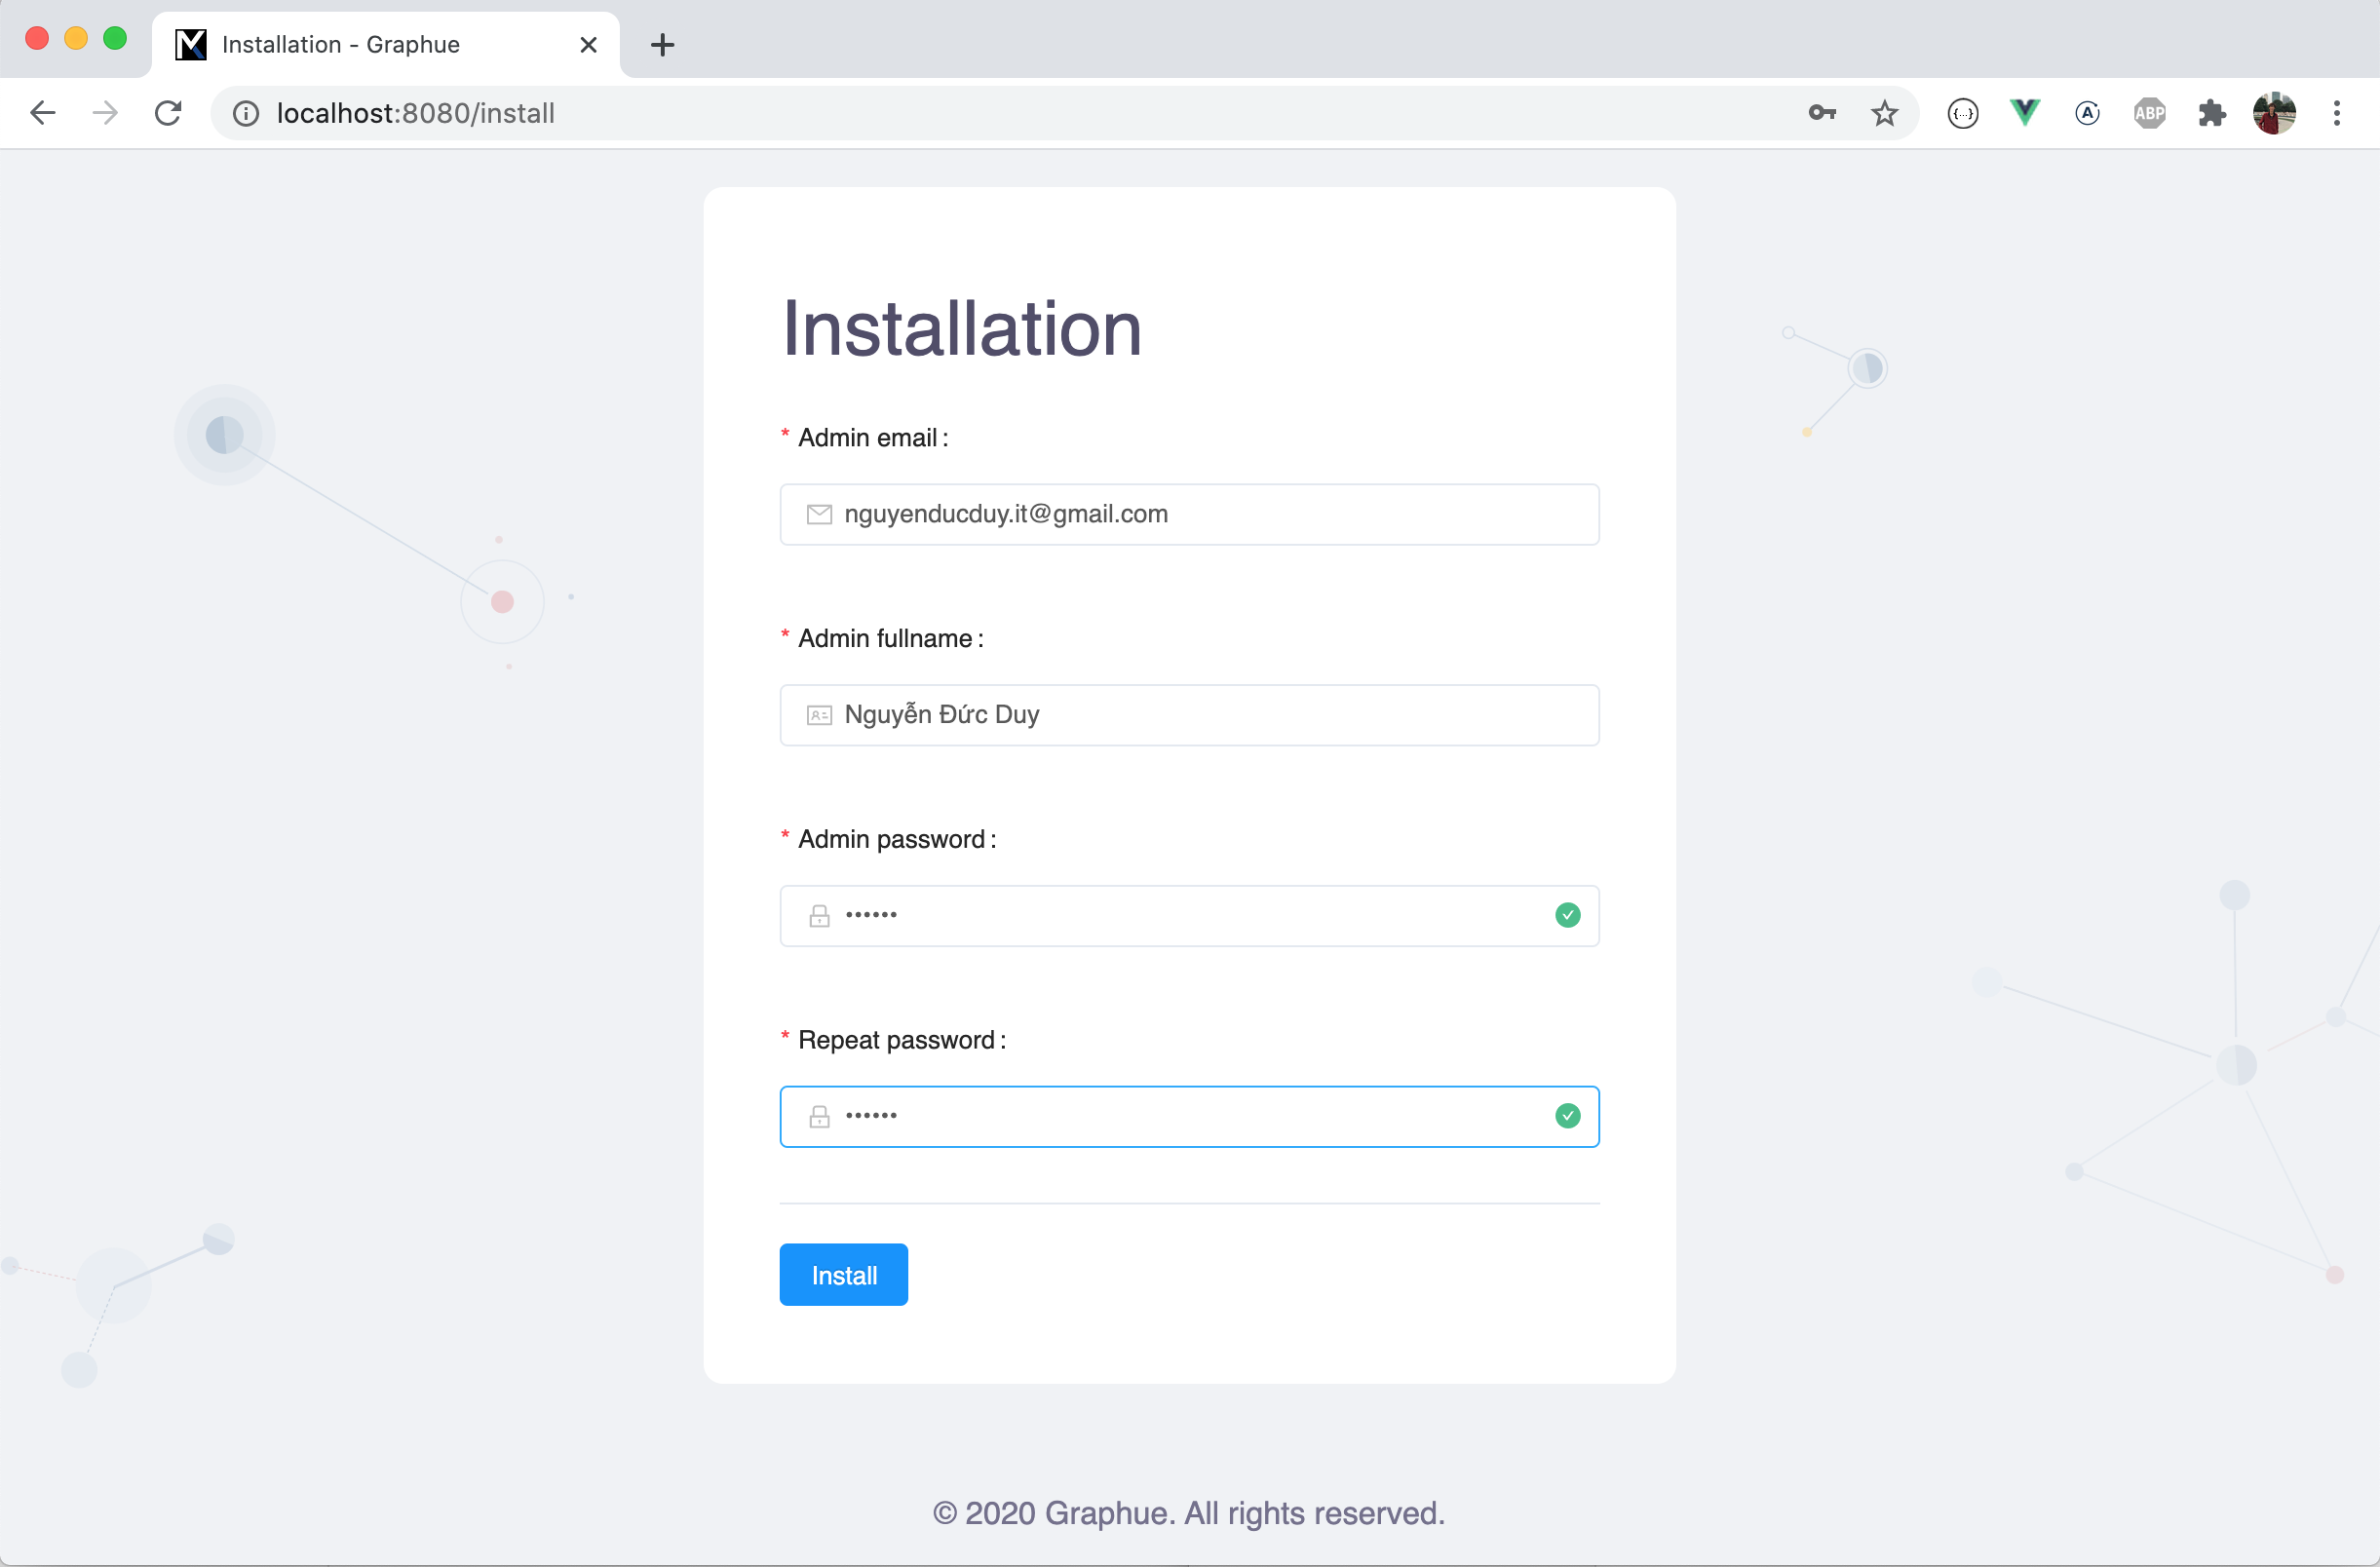 Installation - Graphue
localhost:8080/install
{...}
A
ABP
Installation
* Admin email :
nguyenducduy.it@gmail.com
* Admin fullname :
Nguyễn Đức Duy
* Admin password :
••••••
* Repeat password :
••••••
Install
© 2020 Graphue. All rights reserved.